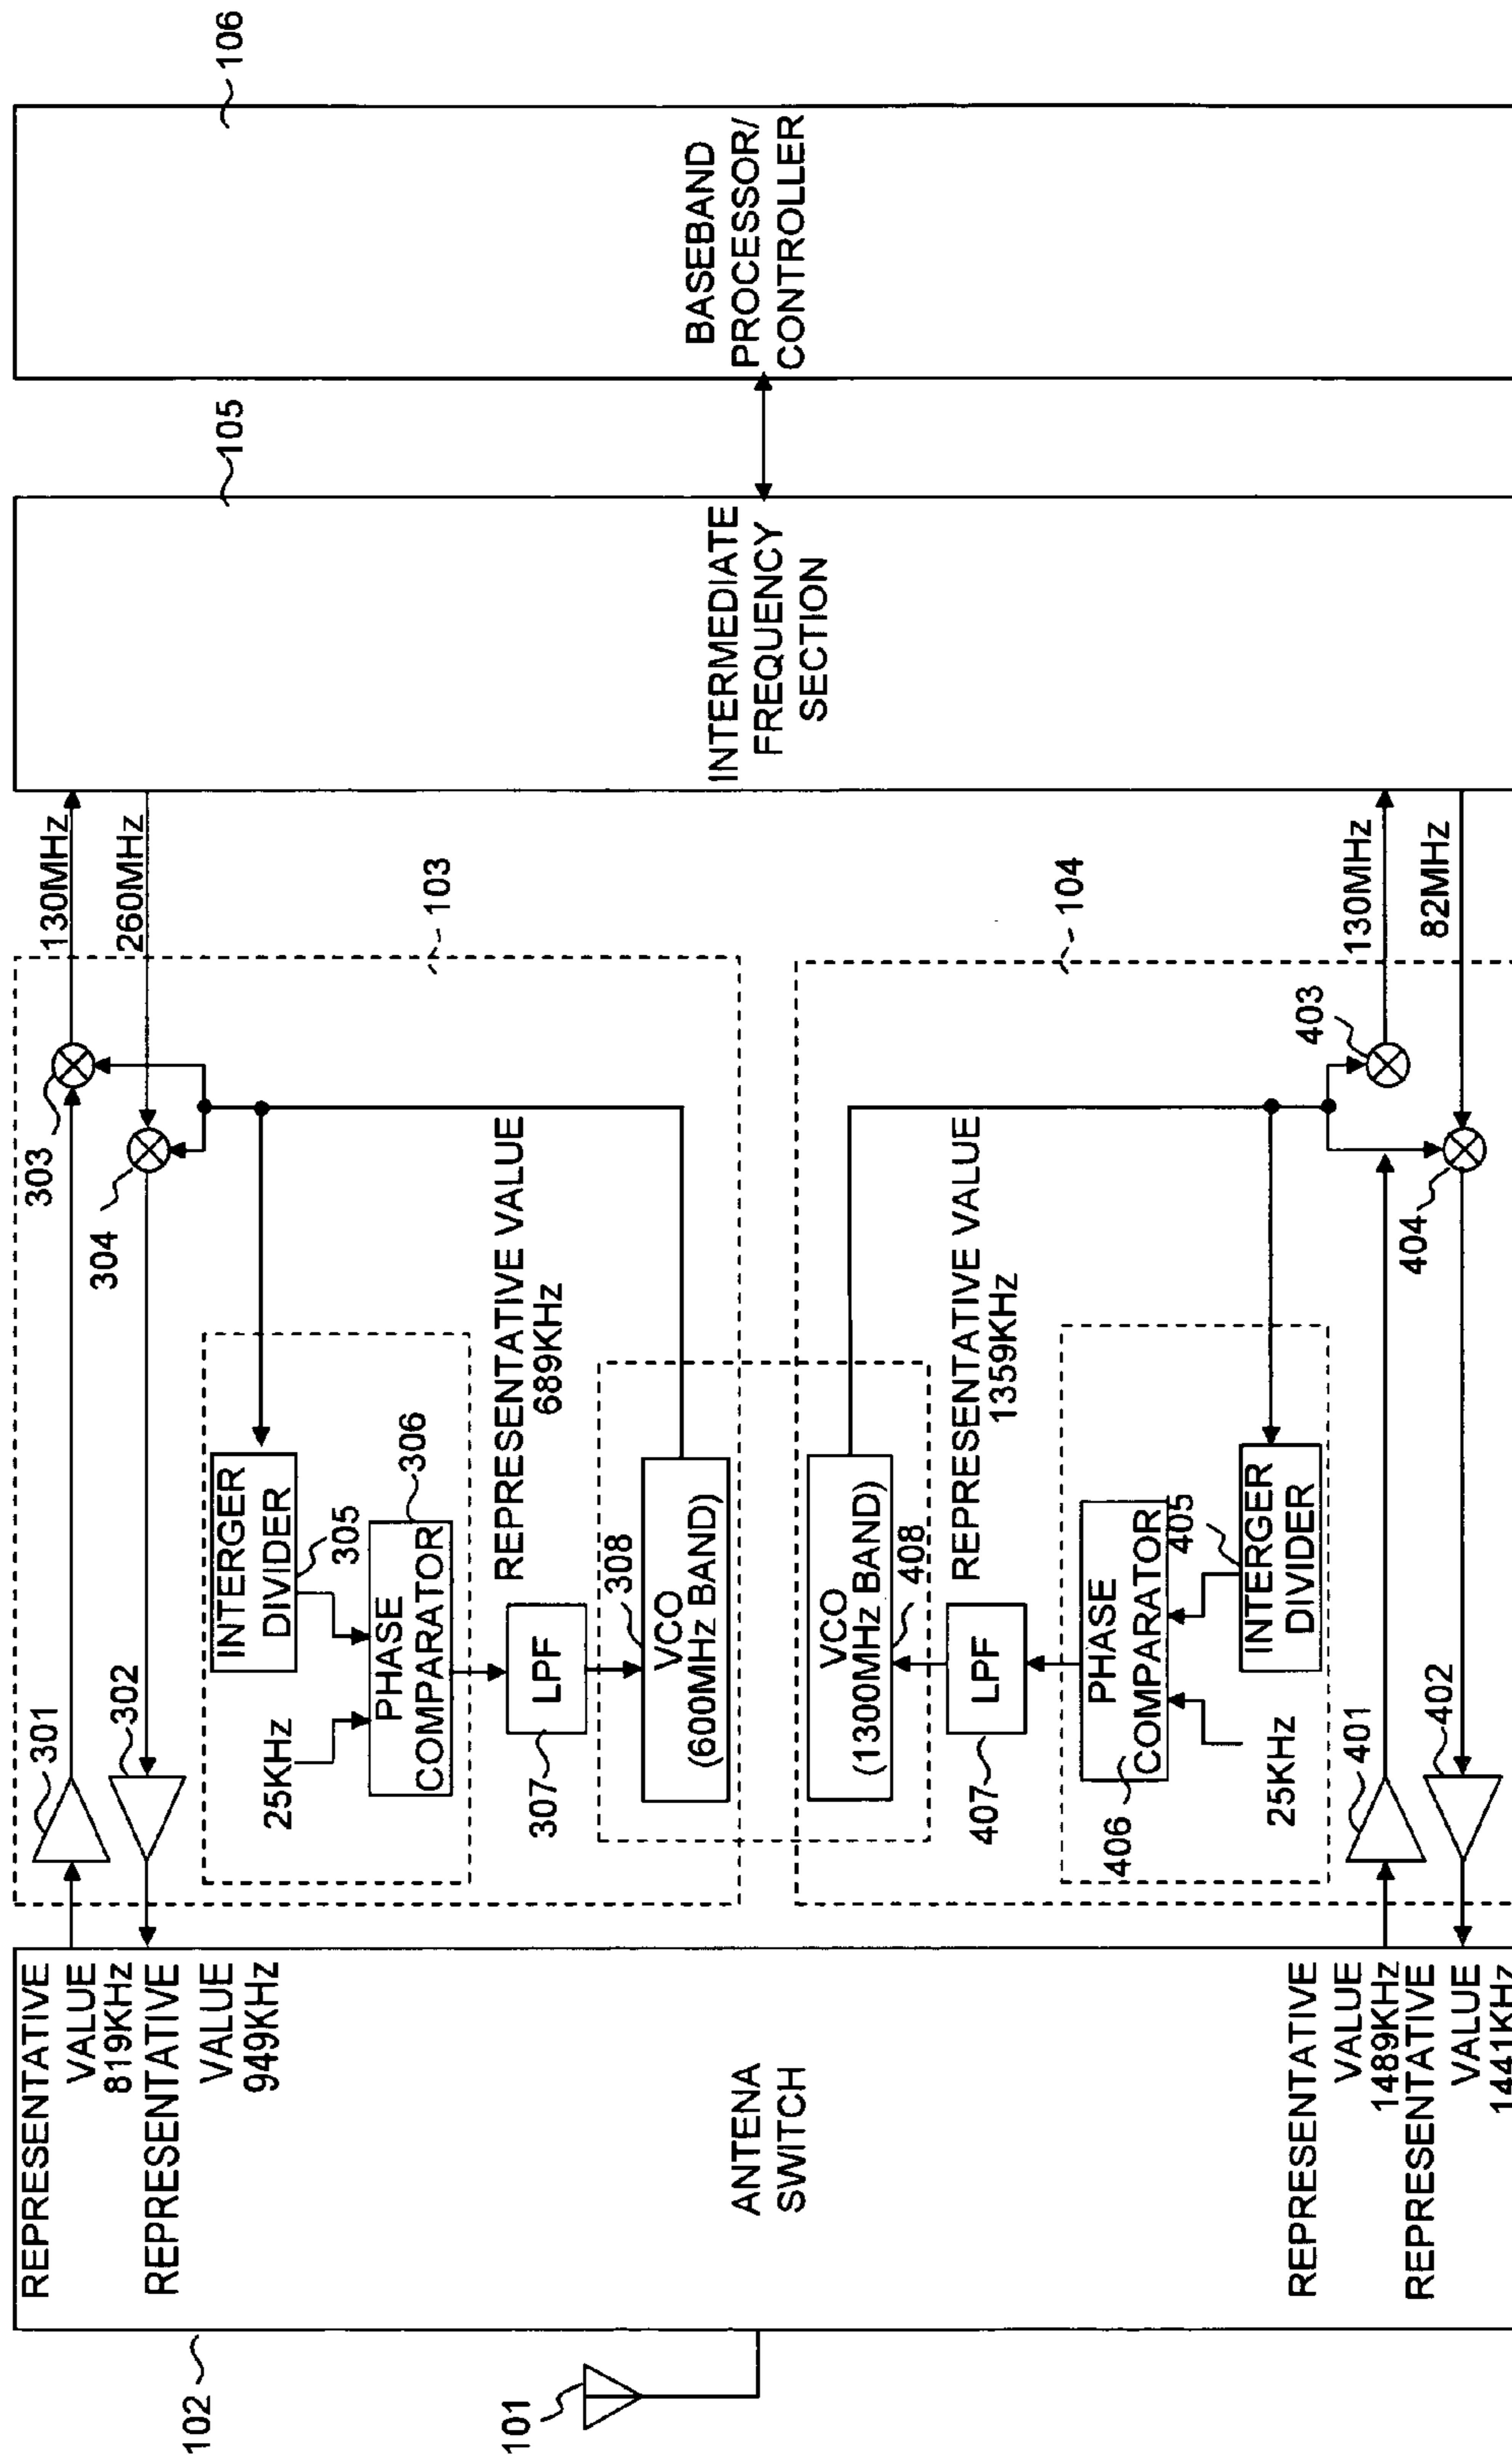 101
102
REPRESENTATIVE
VALUE
819KHz
REPRESENTATIVE
VALUE
949KHz
ANTENA
SWITCH
REPRESENTATIVE
VALUE
1489KHz
REPRESENTATIVE
VALUE
1441KHz
301
302
303
304
130MHz
260MHz
103
INTERGER
DIVIDER
305
25KHz
PHASE
COMPARATOR
306
LPF
307
REPRESENTATIVE VALUE
689KHz
VCO
(600MHz BAND)
308
VCO
(1300MHz BAND)
408
REPRESENTATIVE VALUE
1359KHz
LPF
407
PHASE
COMPARATOR
406
405
INTERGER
DIVIDER
25KHz
401
402
403
404
104
130MHz
82MHz
105
INTERMEDIATE
FREQUENCY
SECTION
106
BASEBAND
PROCESSOR/
CONTROLLER